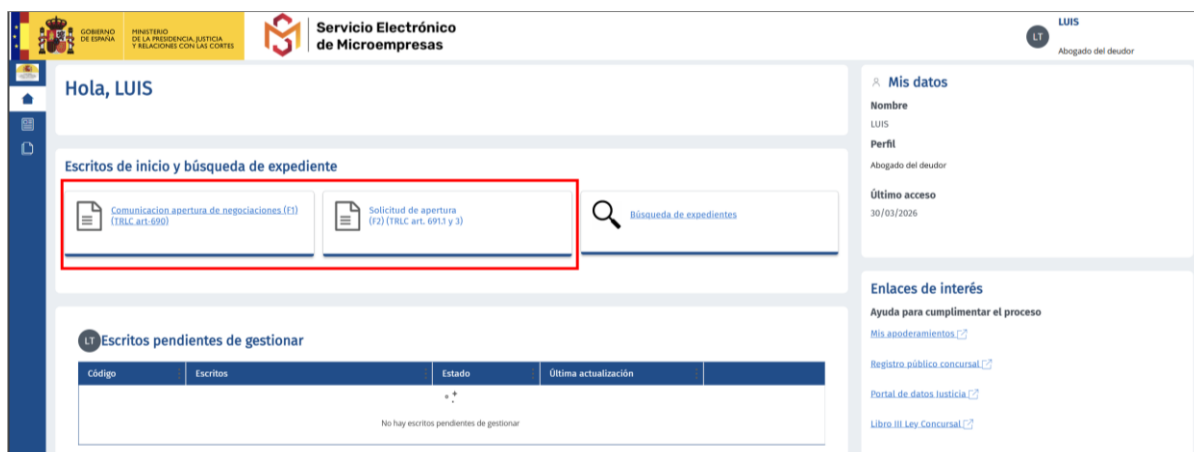 GOBIERNO
DE ESPAÑA
MINISTERIO
DE LA PRESIDENCIA, JUSTICIA
Y RELACIONES CON LAS CORTES
Servicio Electrónico
de Microempresas
LT
LUIS
Abogado del deudor
Hola, LUIS
Escritos de inicio y búsqueda de expediente
Comunicacion apertura de negociaciones (F1)
(TRLC art-690)
Solicitud de apertura
(F2) (TRLC art. 691.1 y 3)
Búsqueda de expedientes
LT Escritos pendientes de gestionar
Código Escritos Estado Última actualización
No hay escritos pendientes de gestionar
Mis datos
Nombre
LUIS
Perfil
Abogado del deudor
Último acceso
30/03/2026
Enlaces de interés
Ayuda para cumplimentar el proceso
Mis apoderamientos
Registro público concursal
Portal de datos Justicia
Libro III Ley Concursal